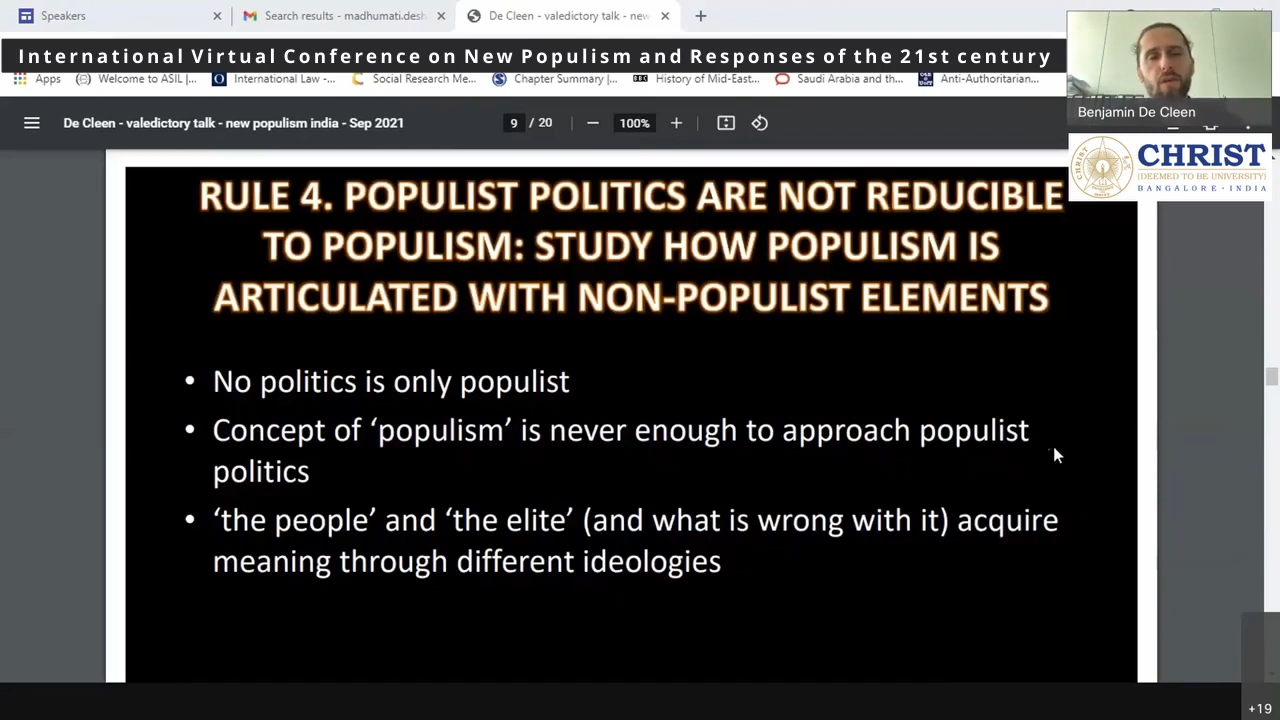 Speakers
Search results - madhumati.desh
De Cleen - valedictory talk - new
International Virtual Conference on New Populism and Responses of the 21st century
Apps
Welcome to ASIL |...
International Law -...
Social Research Me...
Chapter Summary |...
History of Mid-East...
Saudi Arabia and th...
Anti-Authoritarian...
Benjamin De Cleen
De Cleen - valedictory talk - new populism india - Sep 2021
9 / 20
100%
CHRIST
(DEEMED TO BE UNIVERSITY)
BANGALORE · INDIA
RULE 4. POPULIST POLITICS ARE NOT REDUCIBLE
TO POPULISM: STUDY HOW POPULISM IS
ARTICULATED WITH NON-POPULIST ELEMENTS
• No politics is only populist
• Concept of ‘populism’ is never enough to approach populist
politics
• ‘the people’ and ‘the elite’ (and what is wrong with it) acquire
meaning through different ideologies
+19